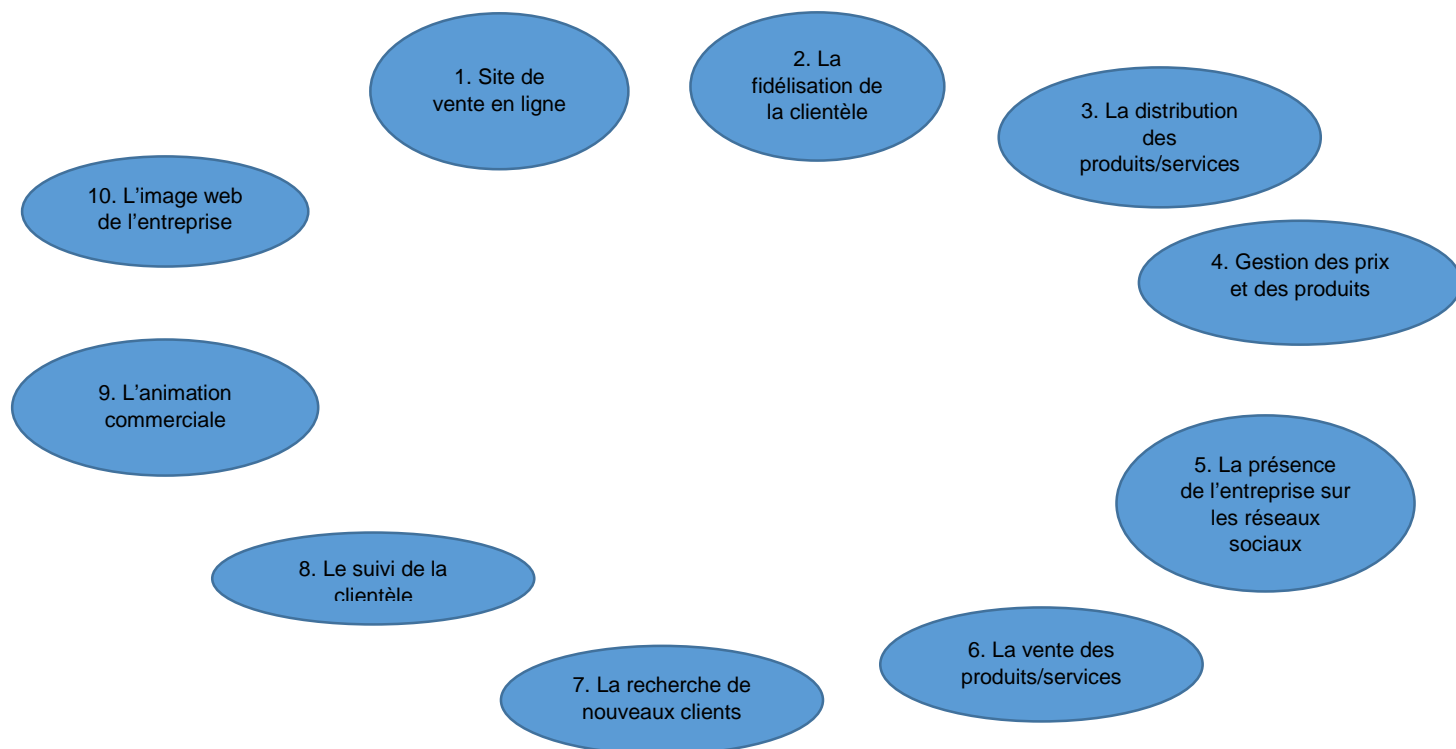 1. Site de
vente en ligne
2. La
fidélisation de
la clientèle
3. La distribution
des
produits/services
4. Gestion des prix
et des produits
5. La présence
de l’entreprise sur
les réseaux
sociaux
6. La vente des
produits/services
7. La recherche de
nouveaux clients
8. Le suivi de la
clientèle
9. L’animation
commerciale
10. L’image web
de l’entreprise